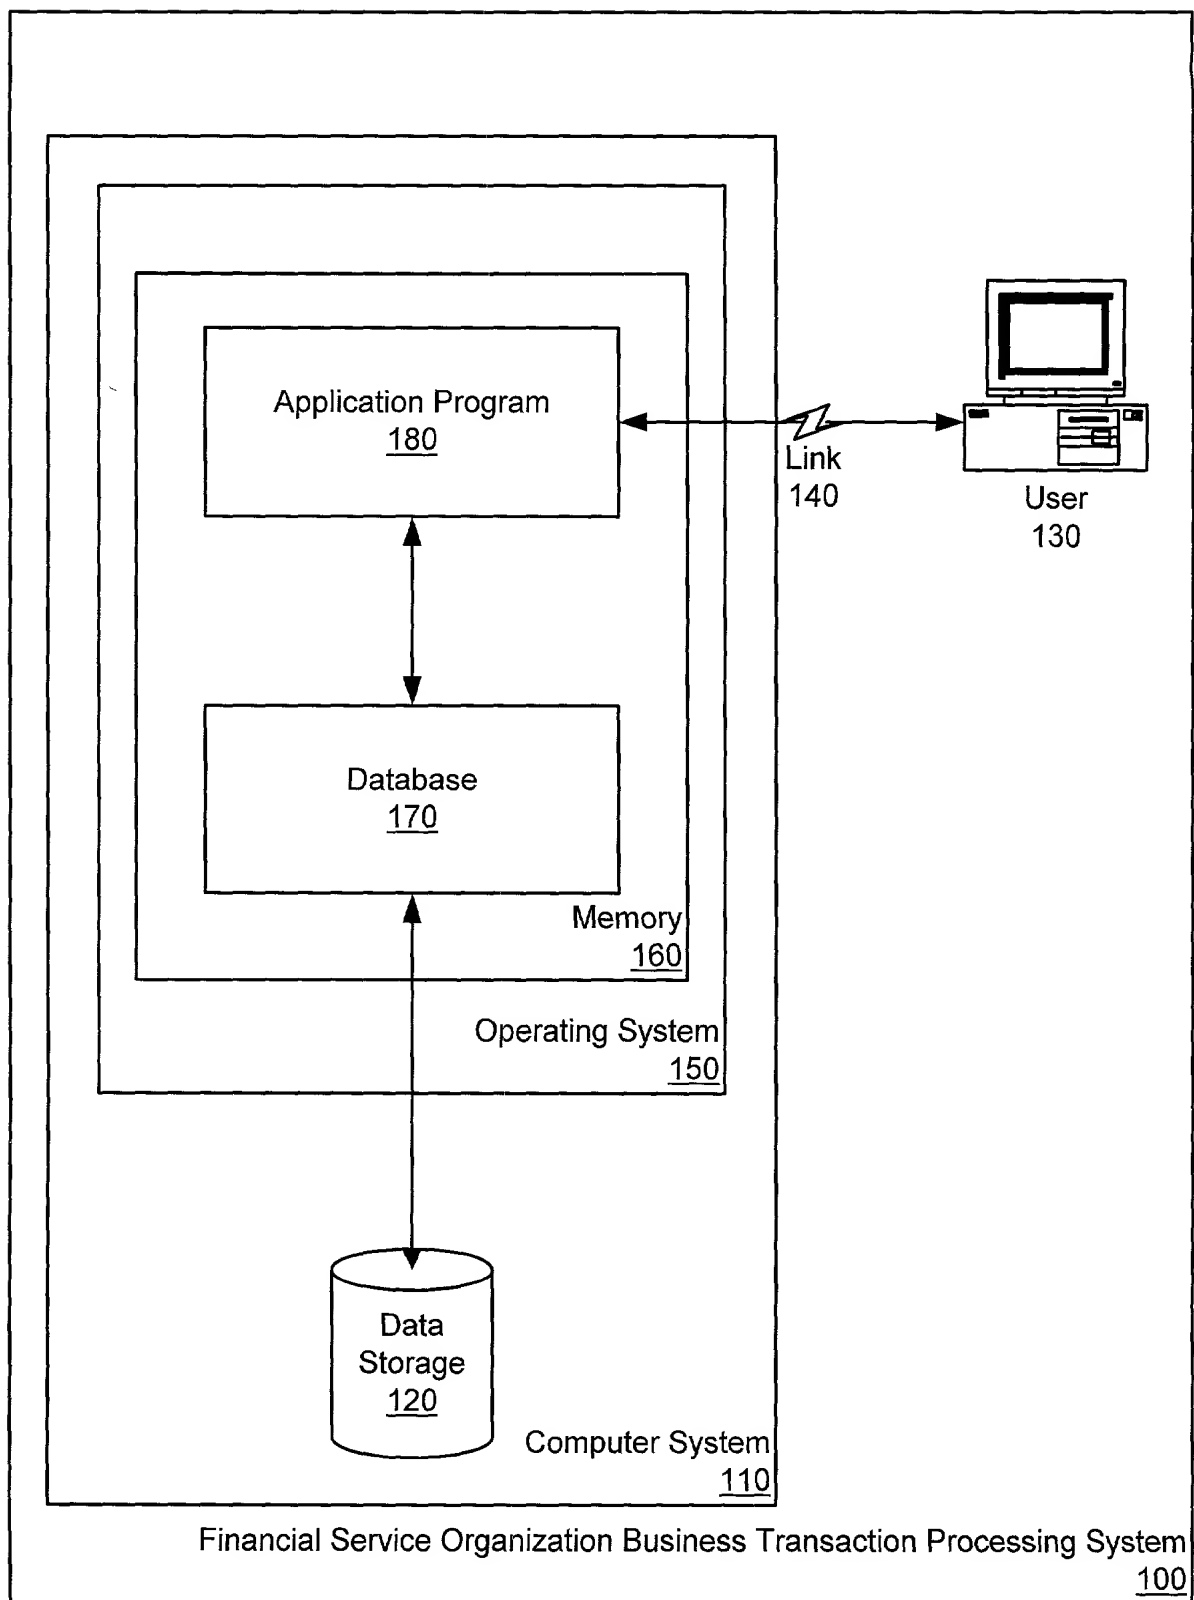 Application Program
180
Link
140
User
130
Database
170
Memory
160
Operating System
150
Data
Storage
120
Computer System
110
Financial Service Organization Business Transaction Processing System
100